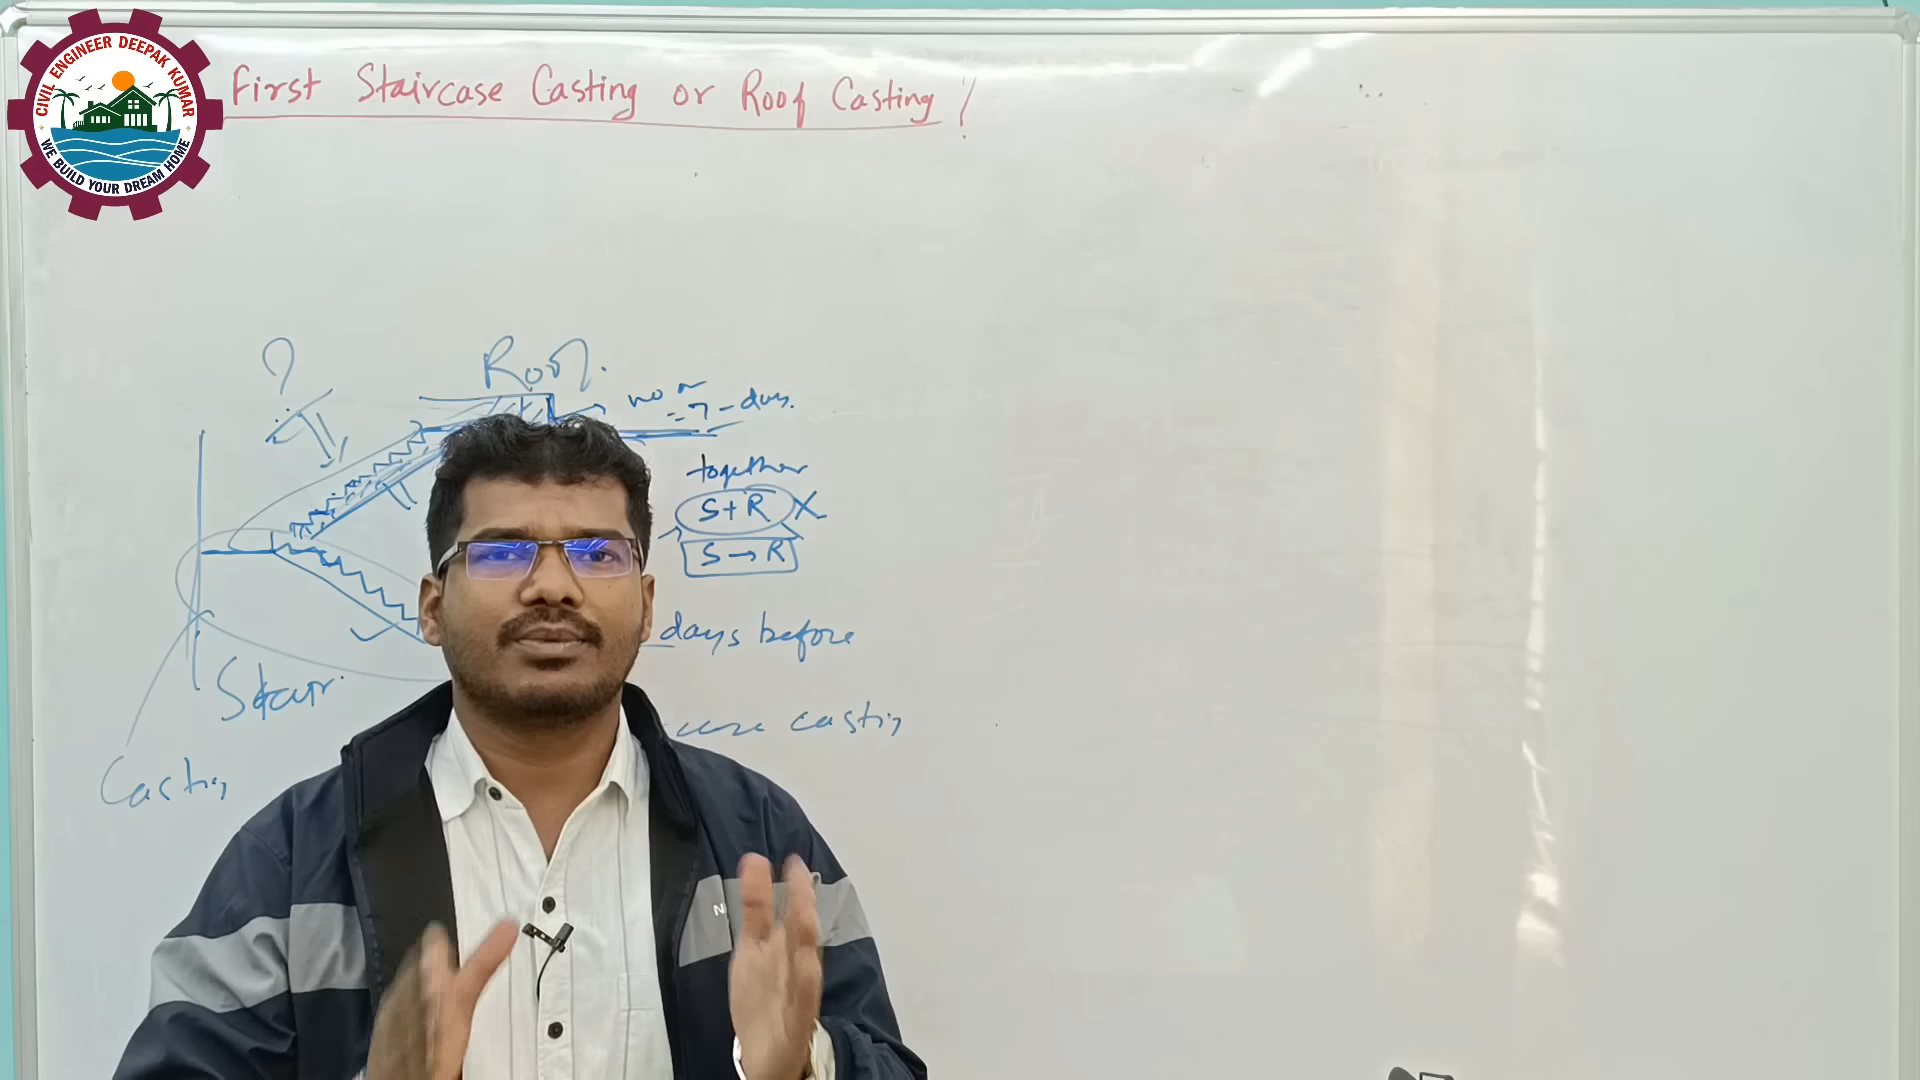 CIVIL ENGINEER DEEPAK KUMAR
WE BUILD YOUR DREAM HOME
First Staircase Casting or Roof Casting ?
?
Roof.
7-days.
together
S+R X
S → R
days before
Stair.
casting
Casting
N